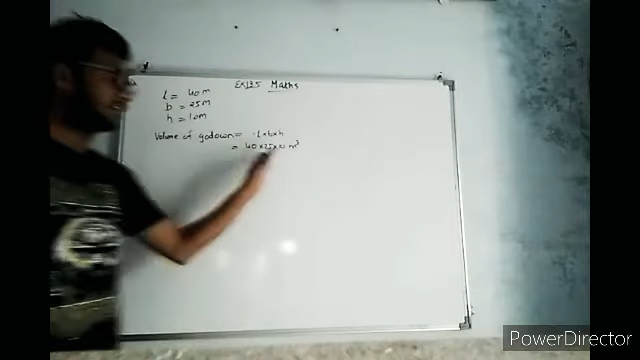 Ex 13.5 Maths
l = 40m
b = 25m
h = 10m
Volume of godown = l×b×h
= 40×25×10 m³
PowerDirector